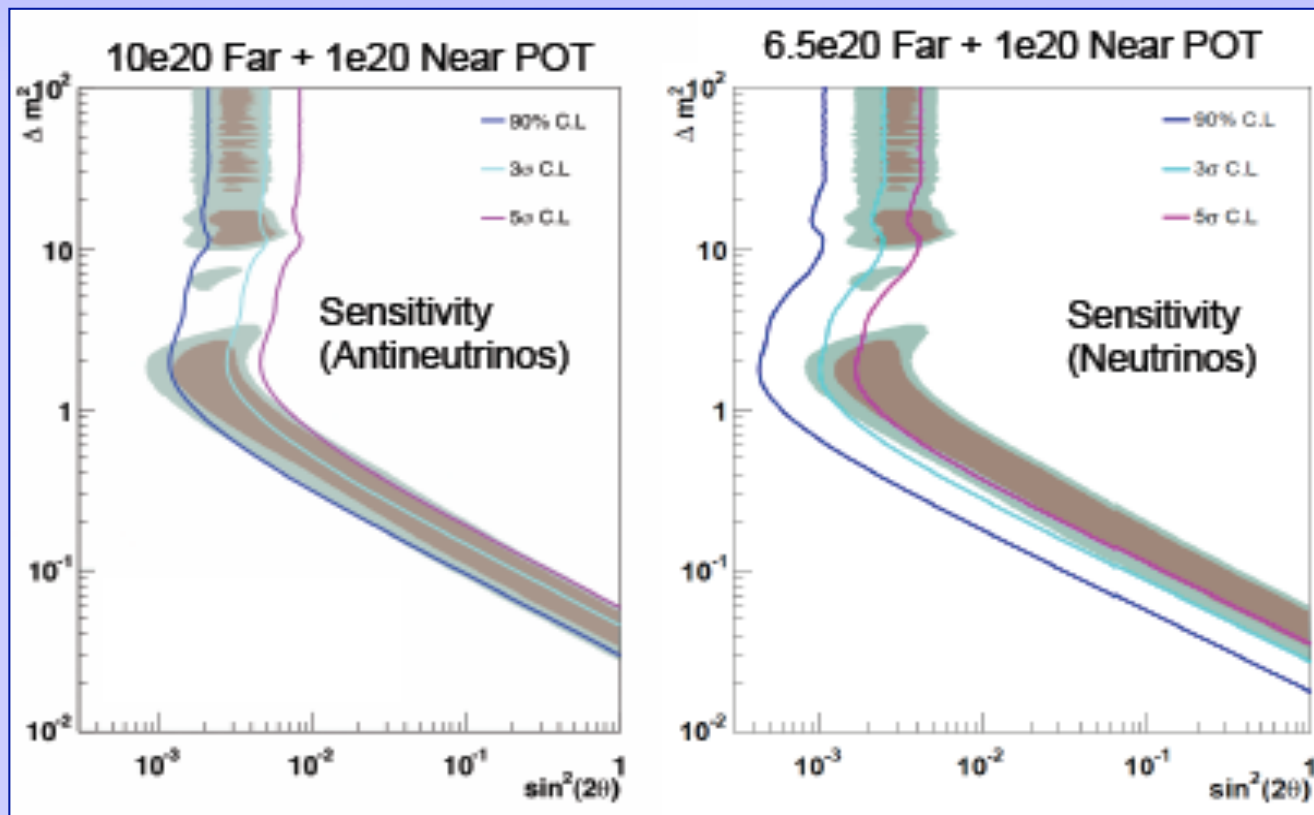 10e20 Far + 1e20 Near POT
Δ m²
10²
10
1
10⁻¹
10⁻²
90% C.L
3σ C.L
5σ C.L
Sensitivity
(Antineutrinos)
10⁻³
10⁻²
10⁻¹
1
sin²(2θ)
6.5e20 Far + 1e20 Near POT
Δ m²
10²
10
1
10⁻¹
10⁻²
90% C.L
3σ C.L
5σ C.L
Sensitivity
(Neutrinos)
10⁻³
10⁻²
10⁻¹
1
sin²(2θ)